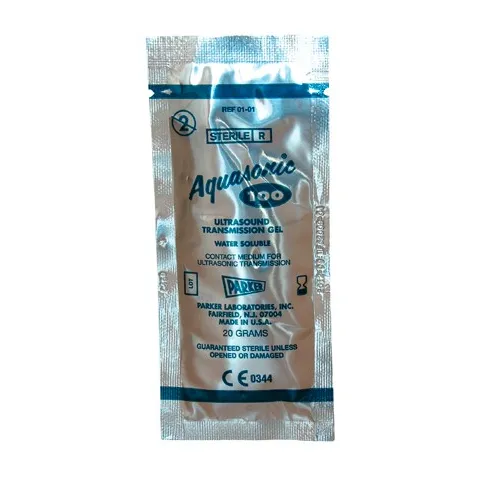 REF 01-01
2
STERILE R
Aquasonic
100
ULTRASOUND
TRANSMISSION GEL
WATER SOLUBLE
CONTACT MEDIUM FOR
ULTRASONIC TRANSMISSION
LOT
PARKER
PARKER LABORATORIES, INC.
FAIRFIELD, N.J. 07004
MADE IN U.S.A.
20 GRAMS
GUARANTEED STERILE UNLESS
OPENED OR DAMAGED
CE 0344